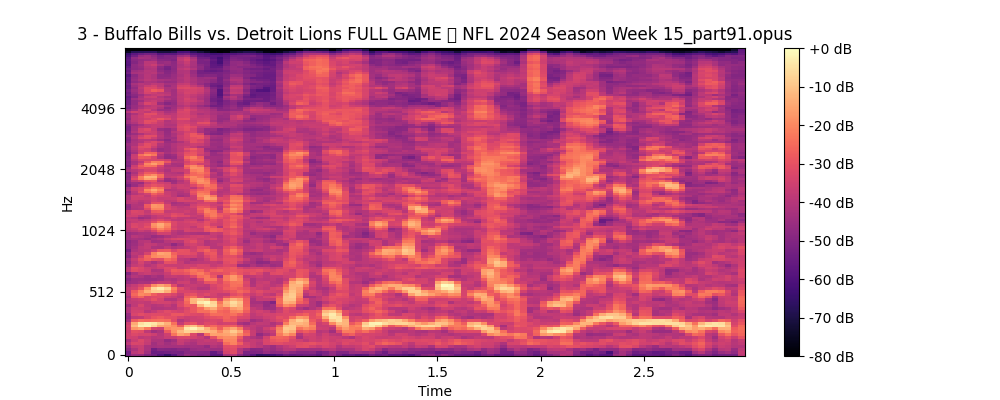 3 - Buffalo Bills vs. Detroit Lions FULL GAME ▯ NFL 2024 Season Week 15_part91.opus
+0 dB
-10 dB
-20 dB
-30 dB
-40 dB
-50 dB
-60 dB
-70 dB
-80 dB
Hz
4096
2048
1024
512
0
0 0.5 1 1.5 2 2.5
Time